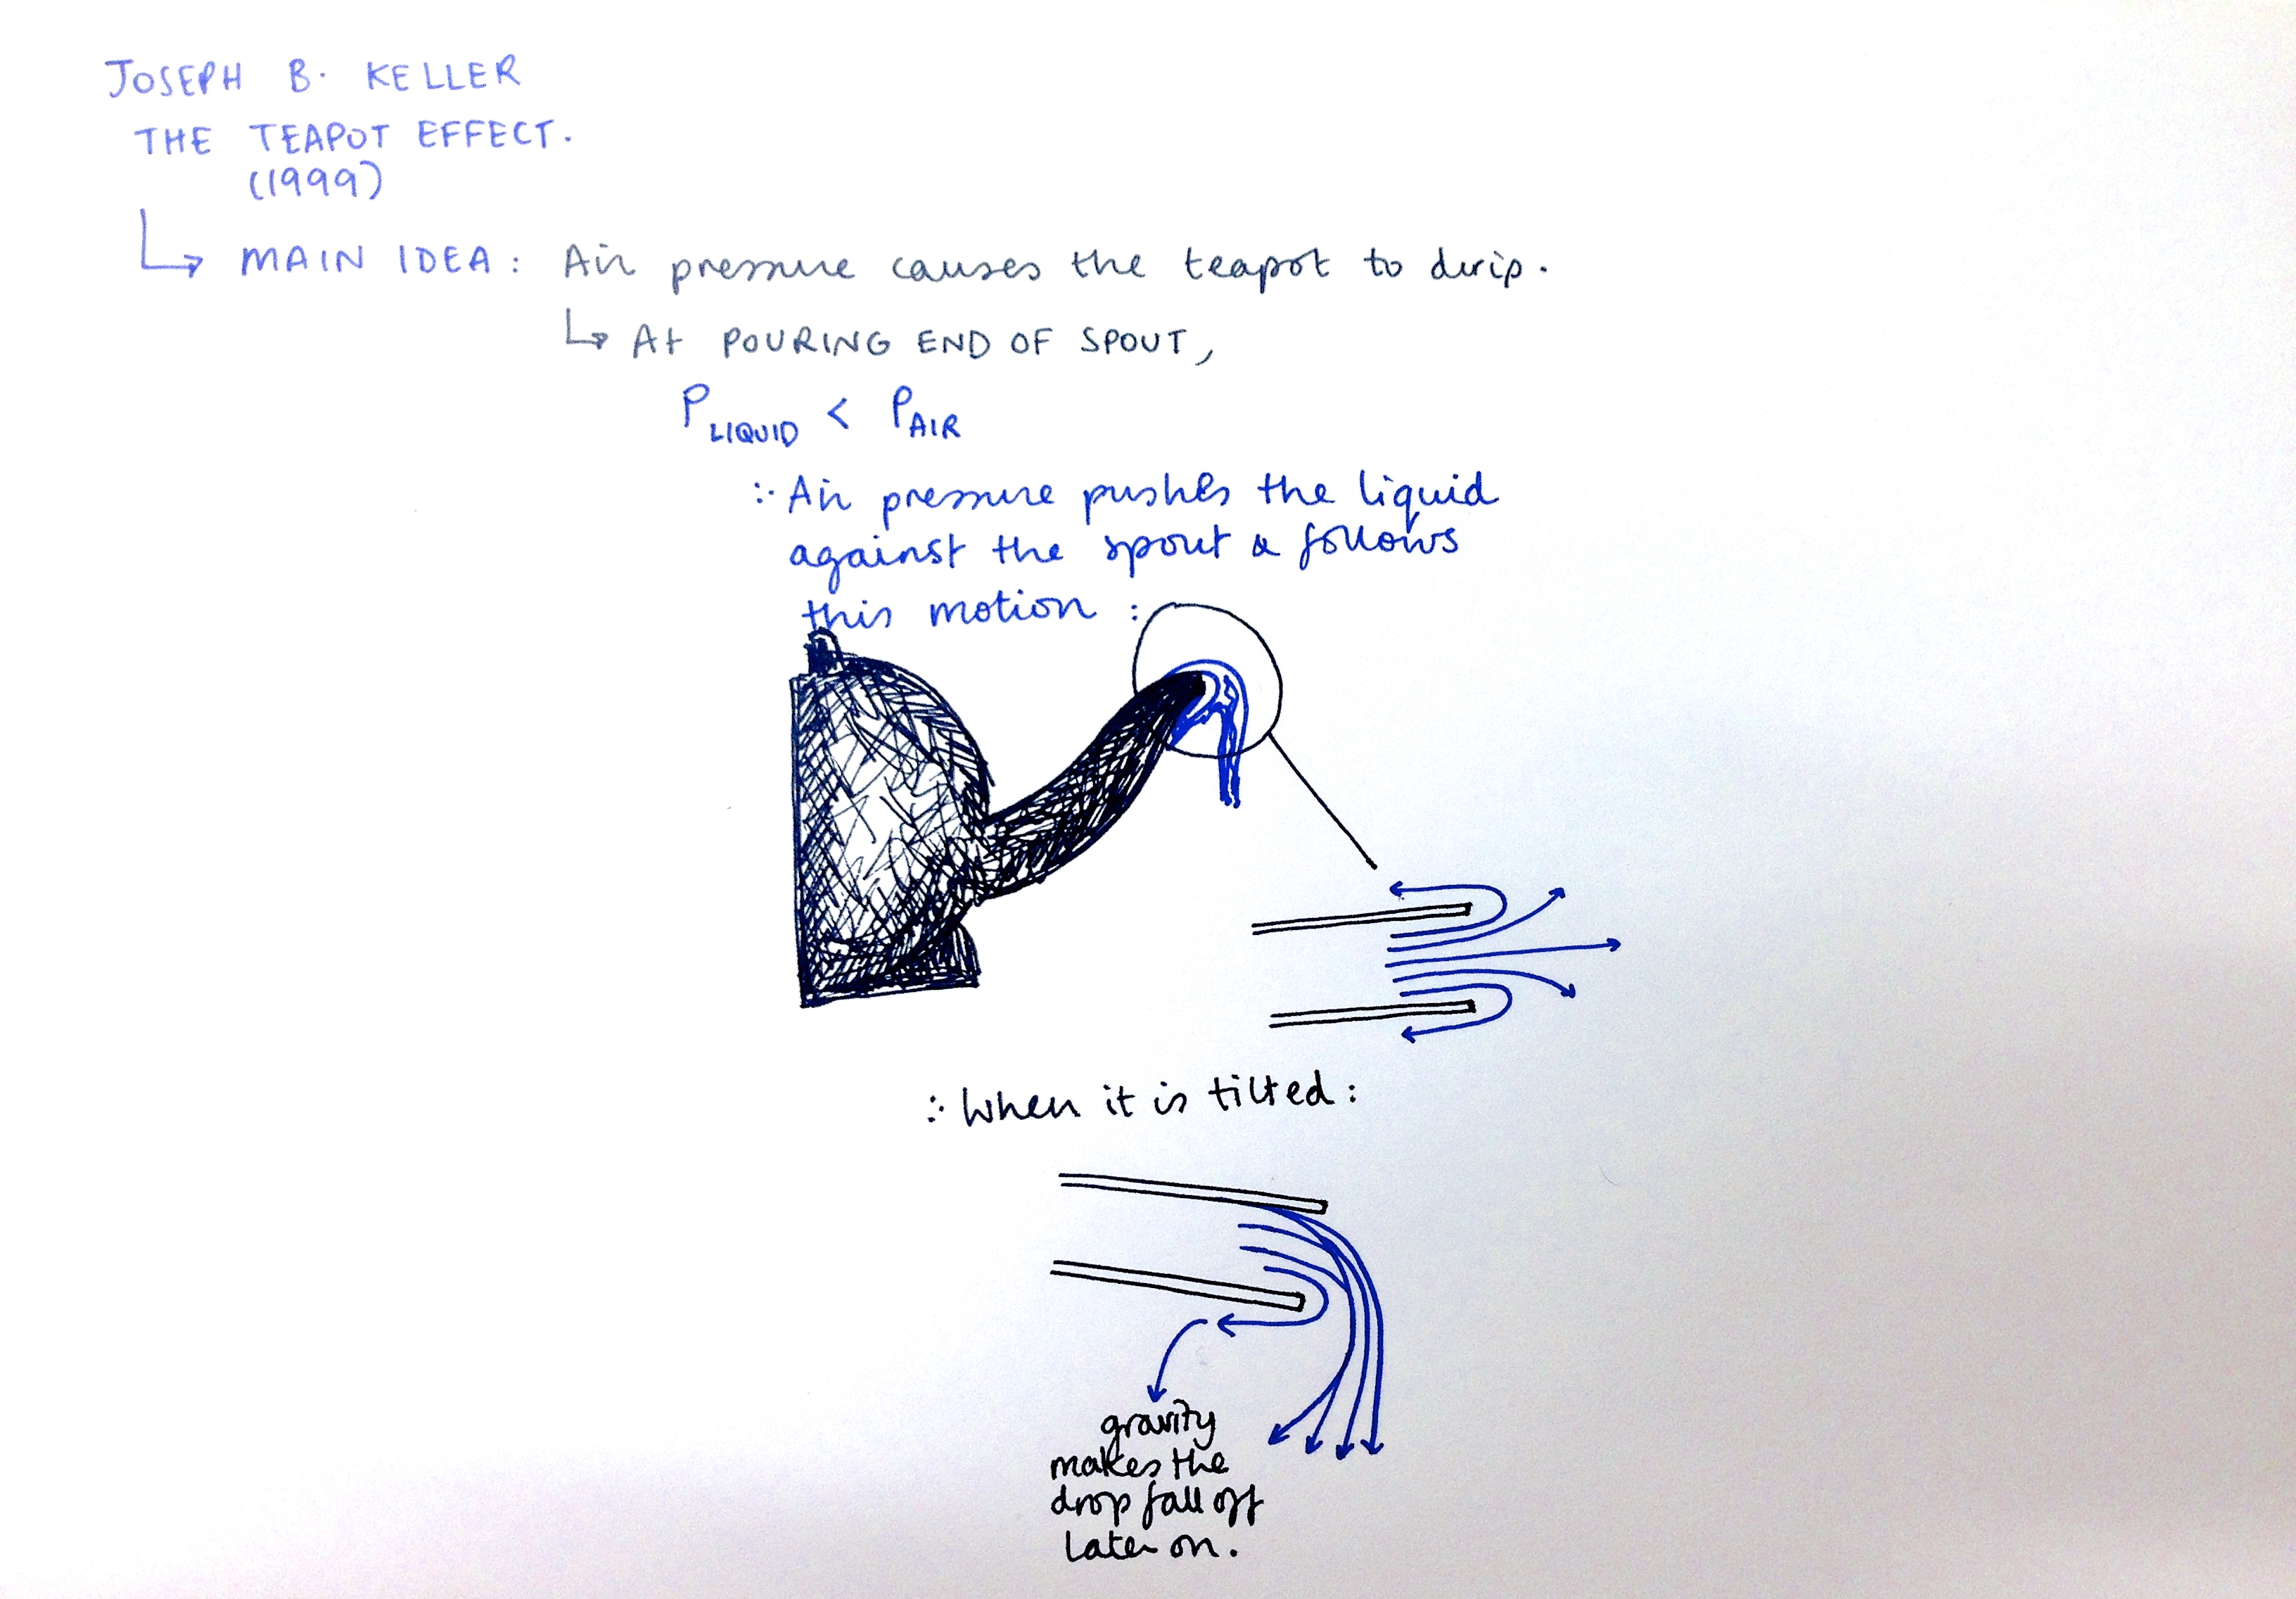 JOSEPH B. KELLER
THE TEAPOT EFFECT.
(1999)
↳ MAIN IDEA : Air pressure causes the teapot to drip.
↳ At POURING END OF SPOUT,
P LIQUID < P AIR
∴ Air pressure pushes the liquid
against the spout & follows
this motion :
∴ When it is tilted :
gravity
makes the
drop fall off
later on.